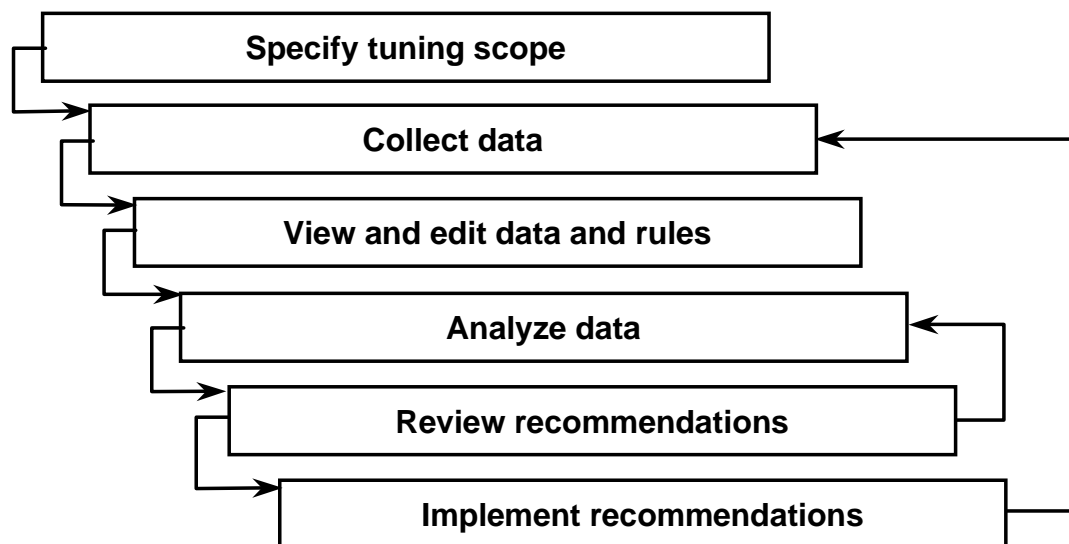 Specify tuning scope
Collect data
View and edit data and rules
Analyze data
Review recommendations
Implement recommendations